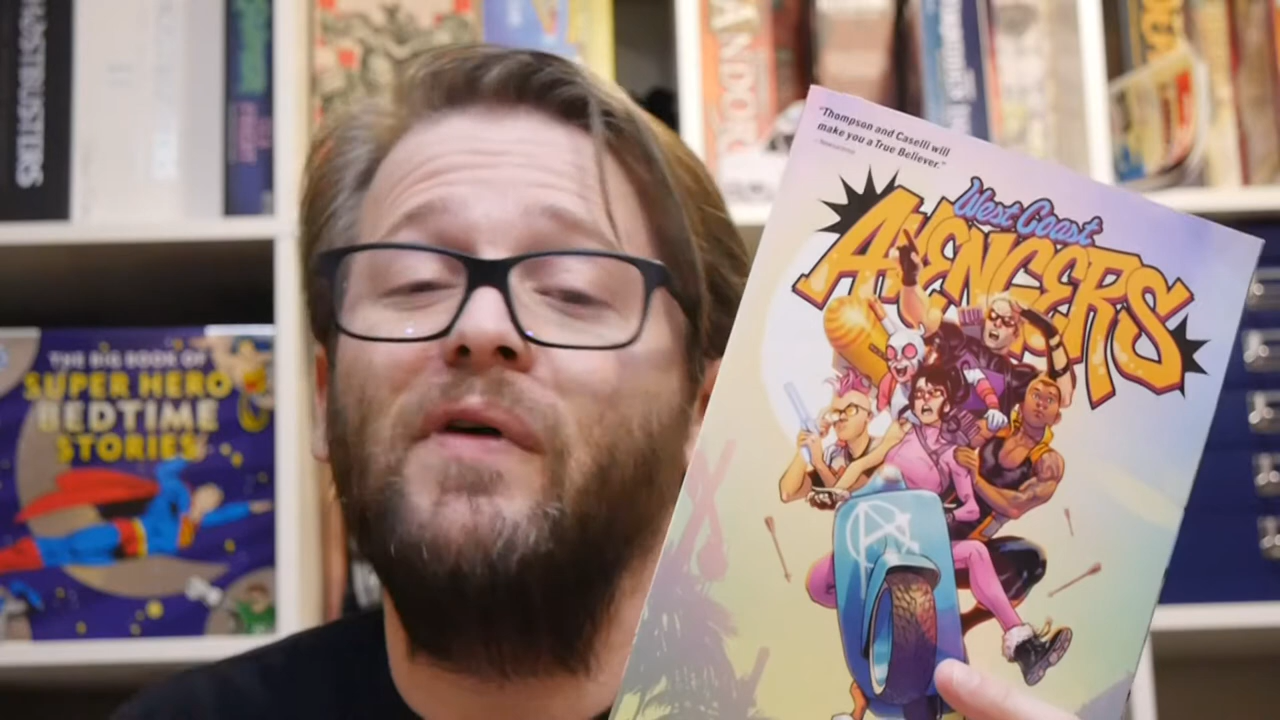 GHOSTBUSTERS
"Thompson and Caselli will
make you a True Believer."
West Coast
AVENGERS
THE BIG BOOK OF
SUPER HERO
BEDTIME
STORIES